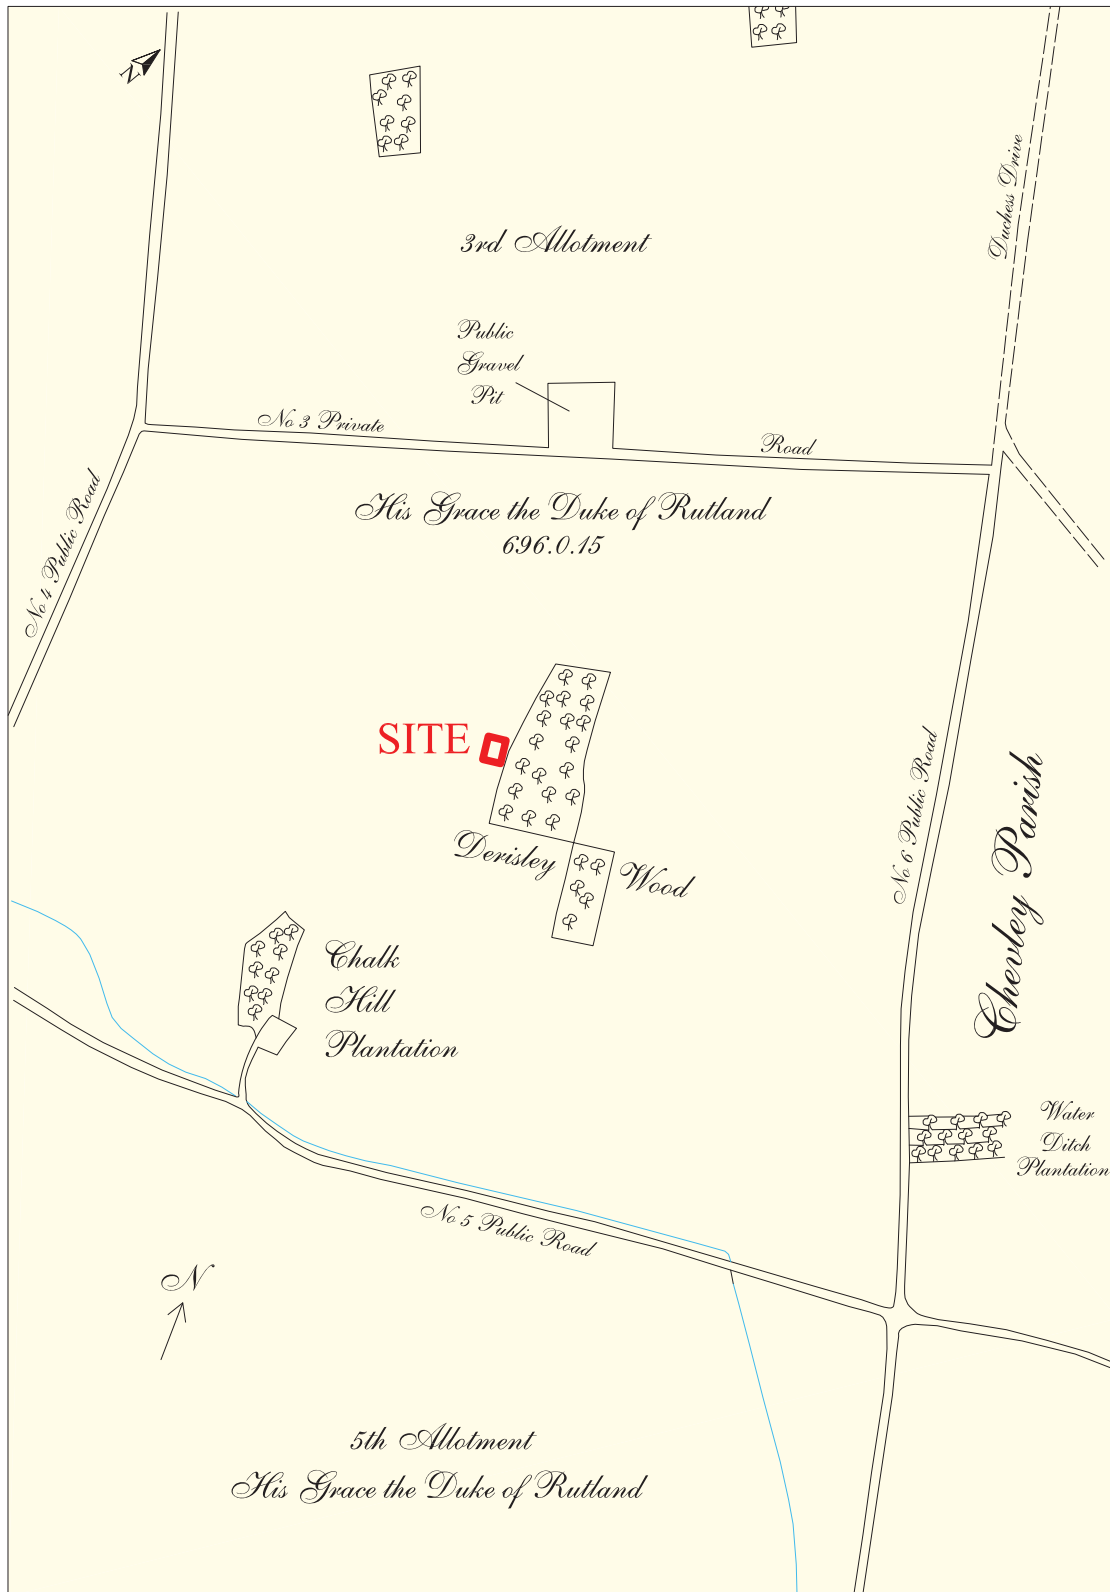 N
Duchess Drive
3rd Allotment
Public
Gravel
Pit
No 3 Private
Road
No 4 Public Road
His Grace the Duke of Rutland
696.0.15
SITE
No 6 Public Road
Chevley Parish
Derisley
Wood
Chalk
Hill
Plantation
Water
Ditch
Plantation
No 5 Public Road
N
5th Allotment
His Grace the Duke of Rutland